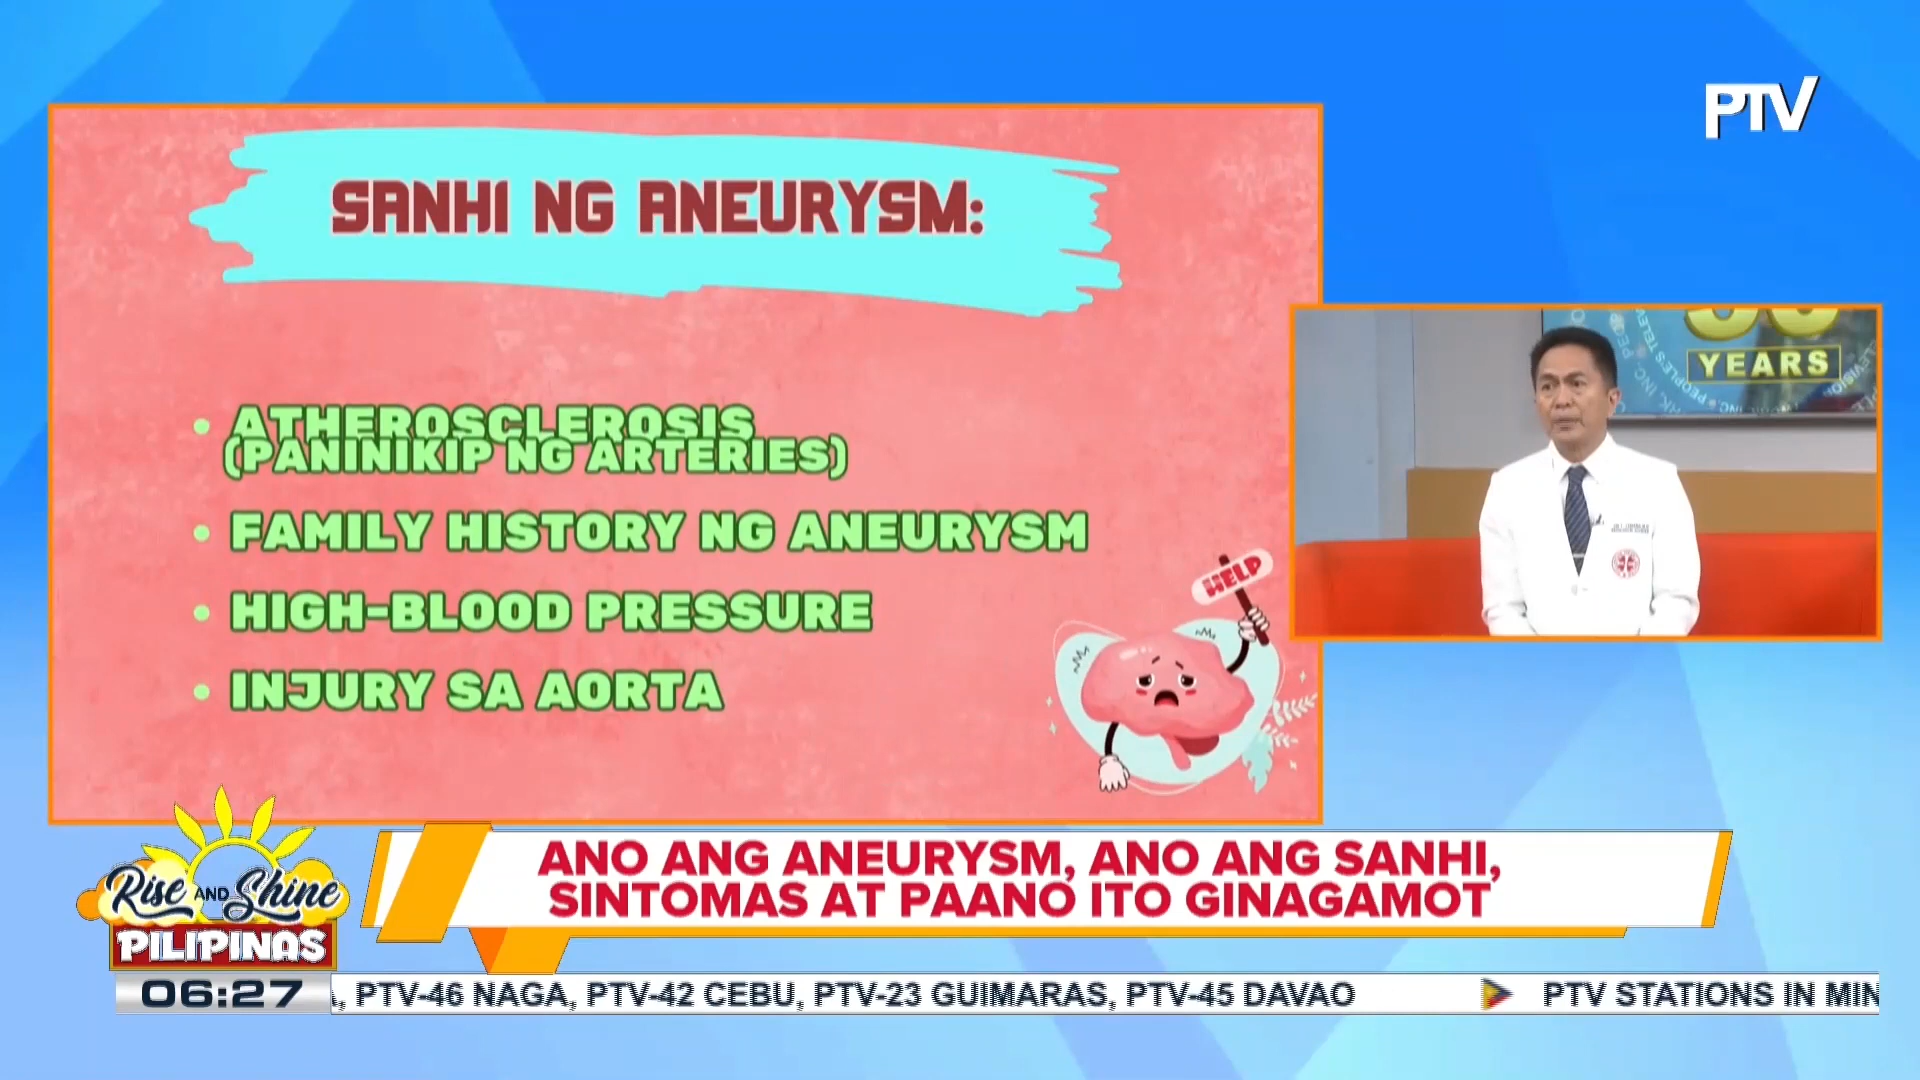 PTV
SANHI NG ANEURYSM:
• ATHEROSCLEROSIS
(PANINIKIP NG ARTERIES)
• FAMILY HISTORY NG ANEURYSM
• HIGH-BLOOD PRESSURE
• INJURY SA AORTA
HELP
YEARS
ANO ANG ANEURYSM, ANO ANG SANHI,
SINTOMAS AT PAANO ITO GINAGAMOT
Rise AND Shine
PILIPINAS
06:27
, PTV-46 NAGA, PTV-42 CEBU, PTV-23 GUIMARAS, PTV-45 DAVAO PTV STATIONS IN MIN